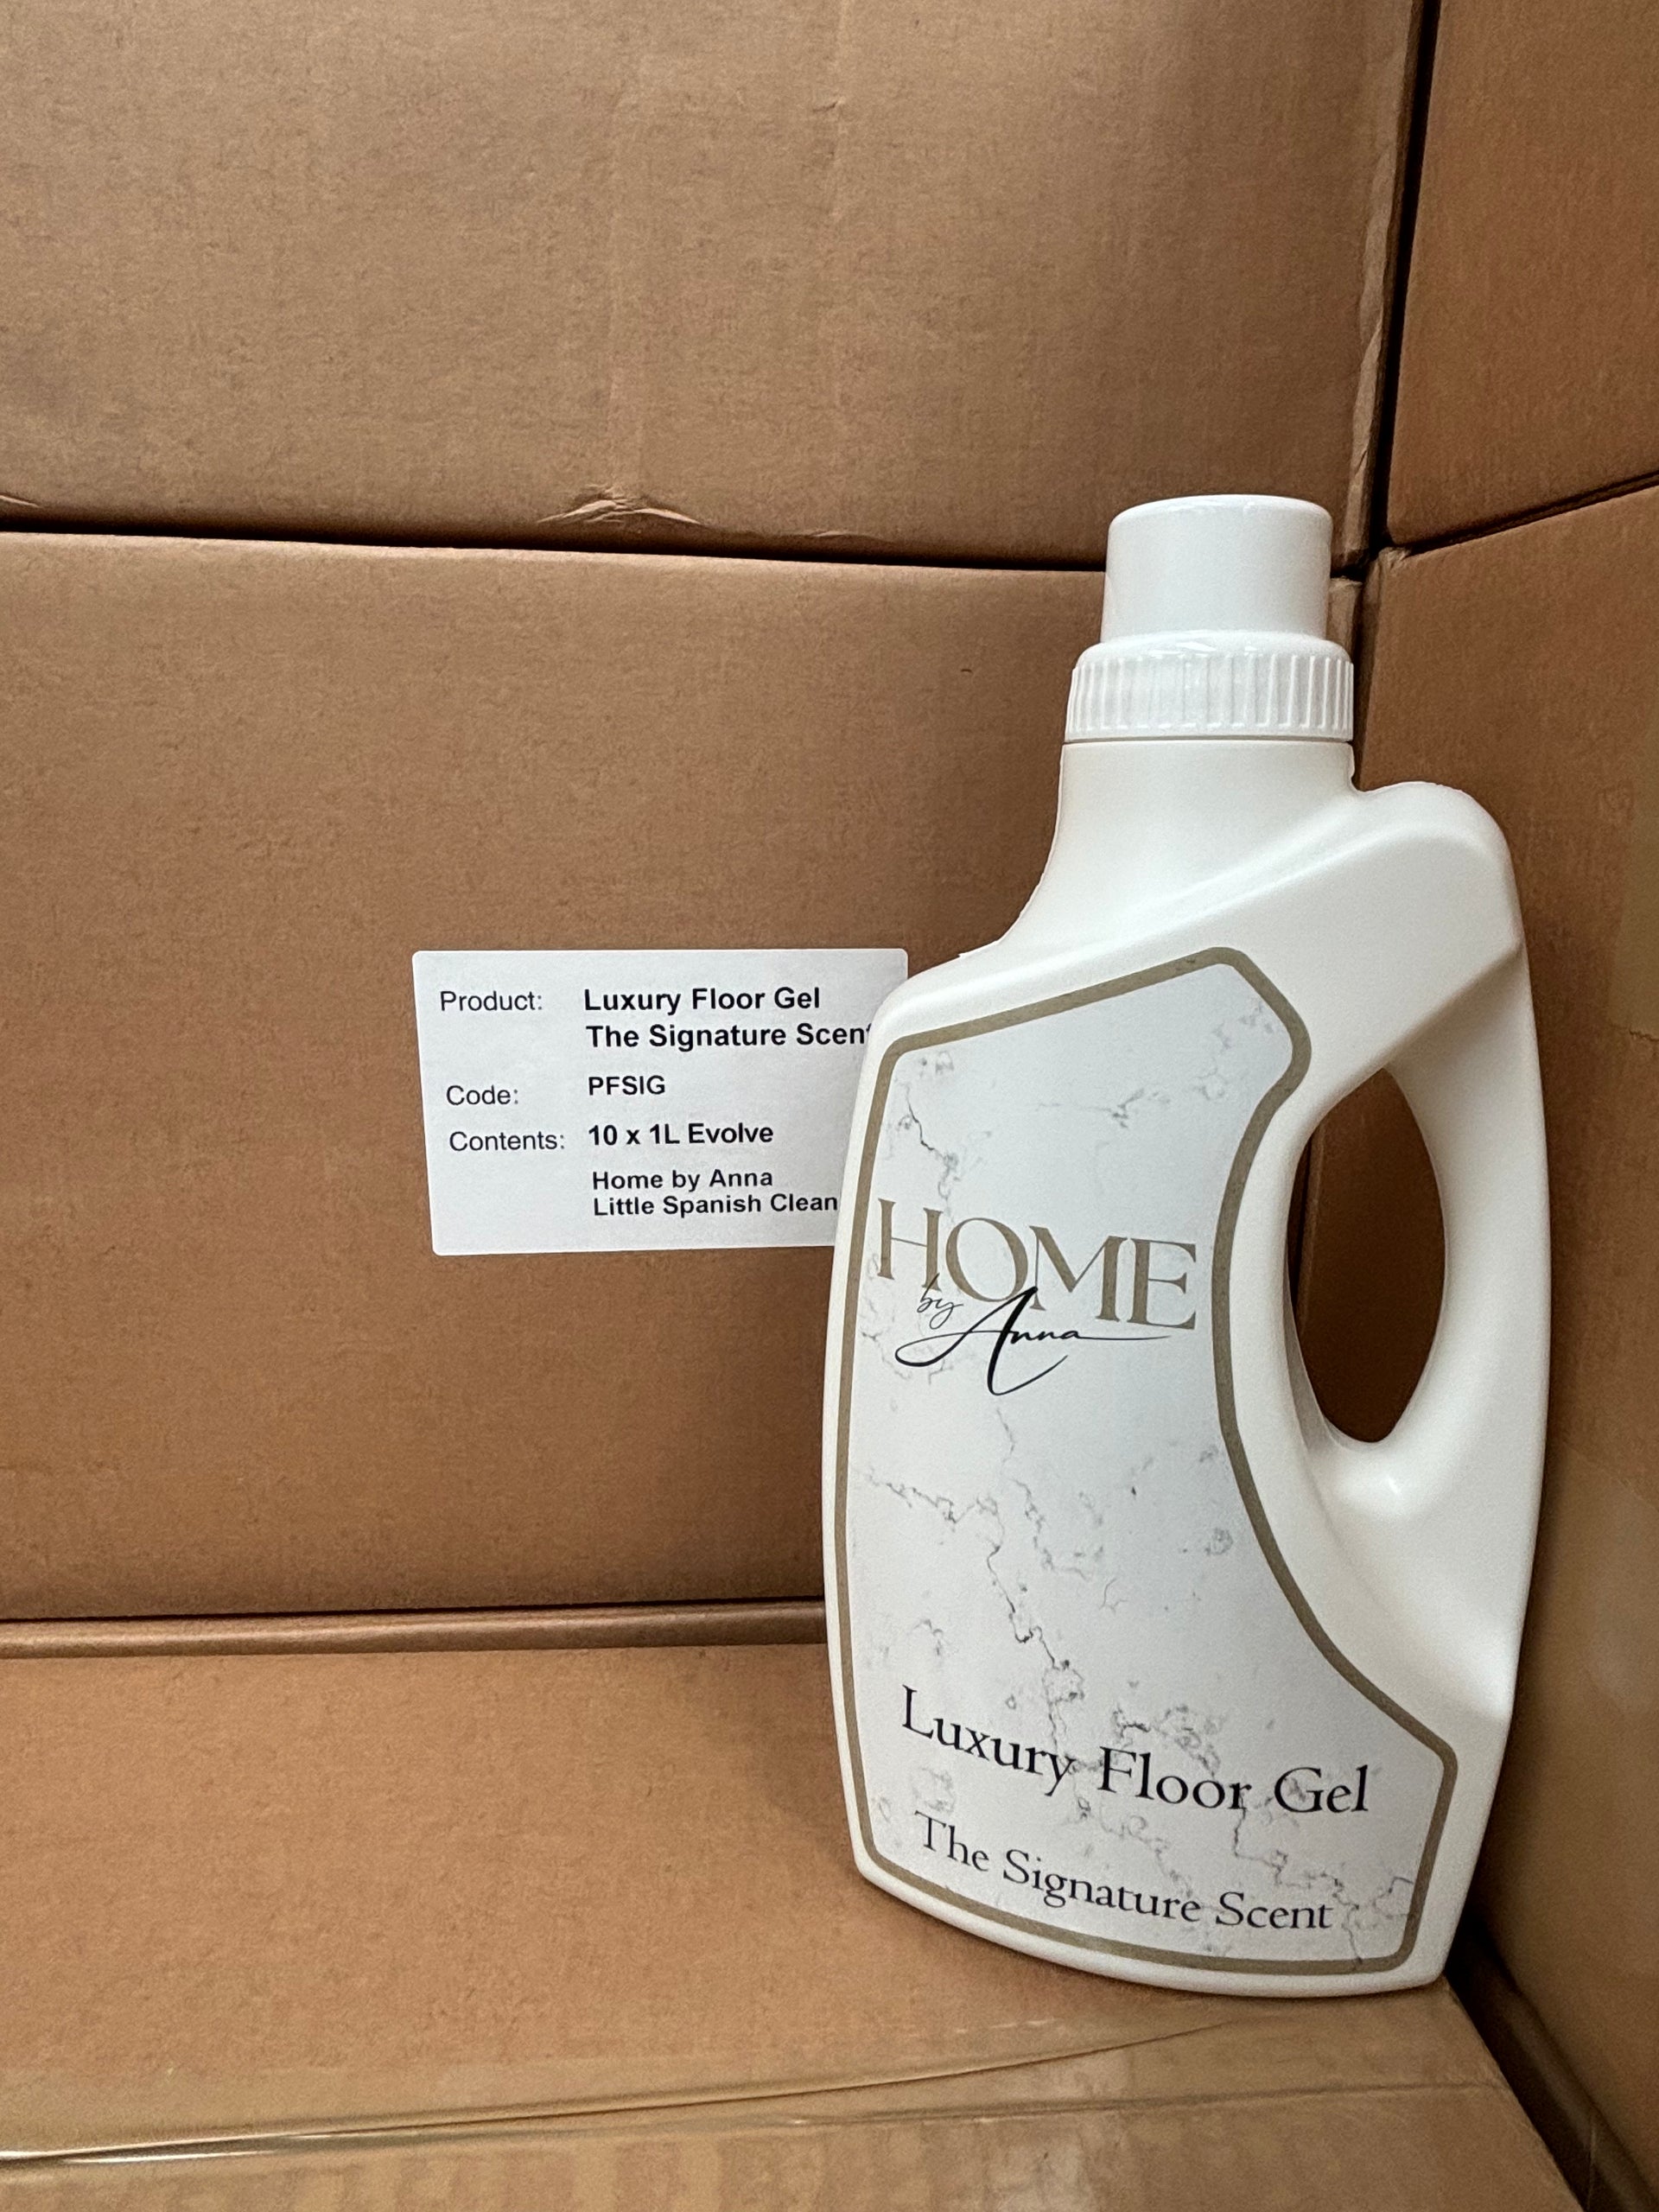 Product: Luxury Floor Gel
The Signature Scent
Code: PFSIG
Contents: 10 x 1L Evolve
Home by Anna
Little Spanish Clean
HOME
by Anna
Luxury Floor Gel
The Signature Scent